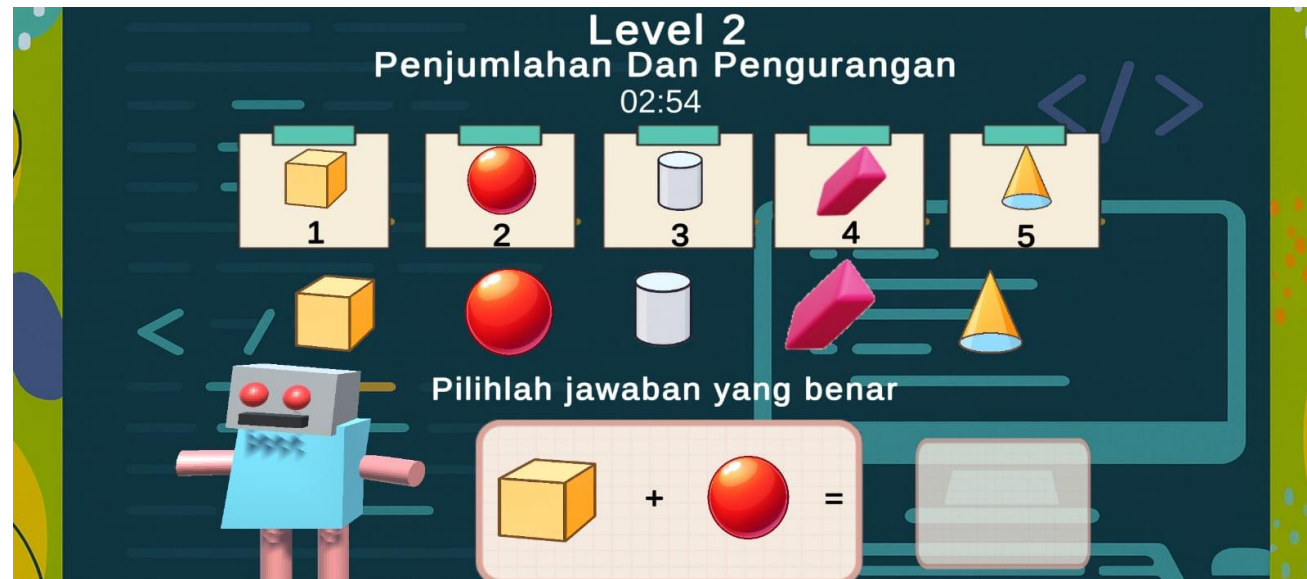 Level 2
Penjumlahan Dan Pengurangan
02:54
1 2 3 4 5
Pilihlah jawaban yang benar
+ =